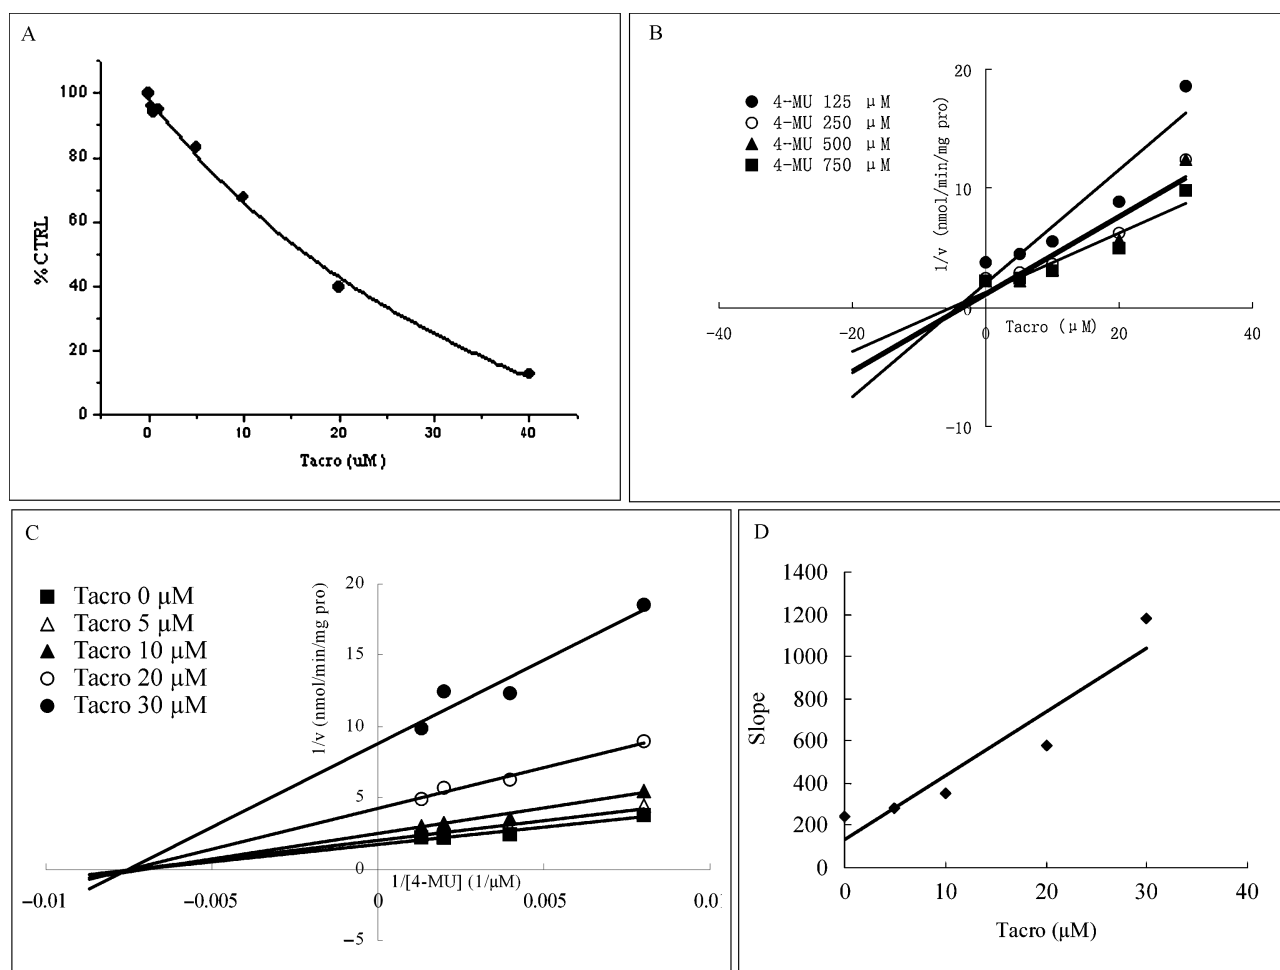 A
100
80
60
40
20
0
% CTRL
0 10 20 30 40
Tacro (uM)
B
4-MU 125 μM
4-MU 250 μM
4-MU 500 μM
4-MU 750 μM
1/v (nmol/min/mg pro)
20
10
0
-10
-40 -20 0 20 40
Tacro (μM)
C
Tacro 0 μM
Tacro 5 μM
Tacro 10 μM
Tacro 20 μM
Tacro 30 μM
1/v (nmol/min/mg pro)
20
15
10
5
0
−5
1/[4-MU] (1/μM)
−0.01 −0.005 0 0.005
D
1400
1200
1000
800
600
400
200
0
Slope
0 10 20 30 40
Tacro (μM)